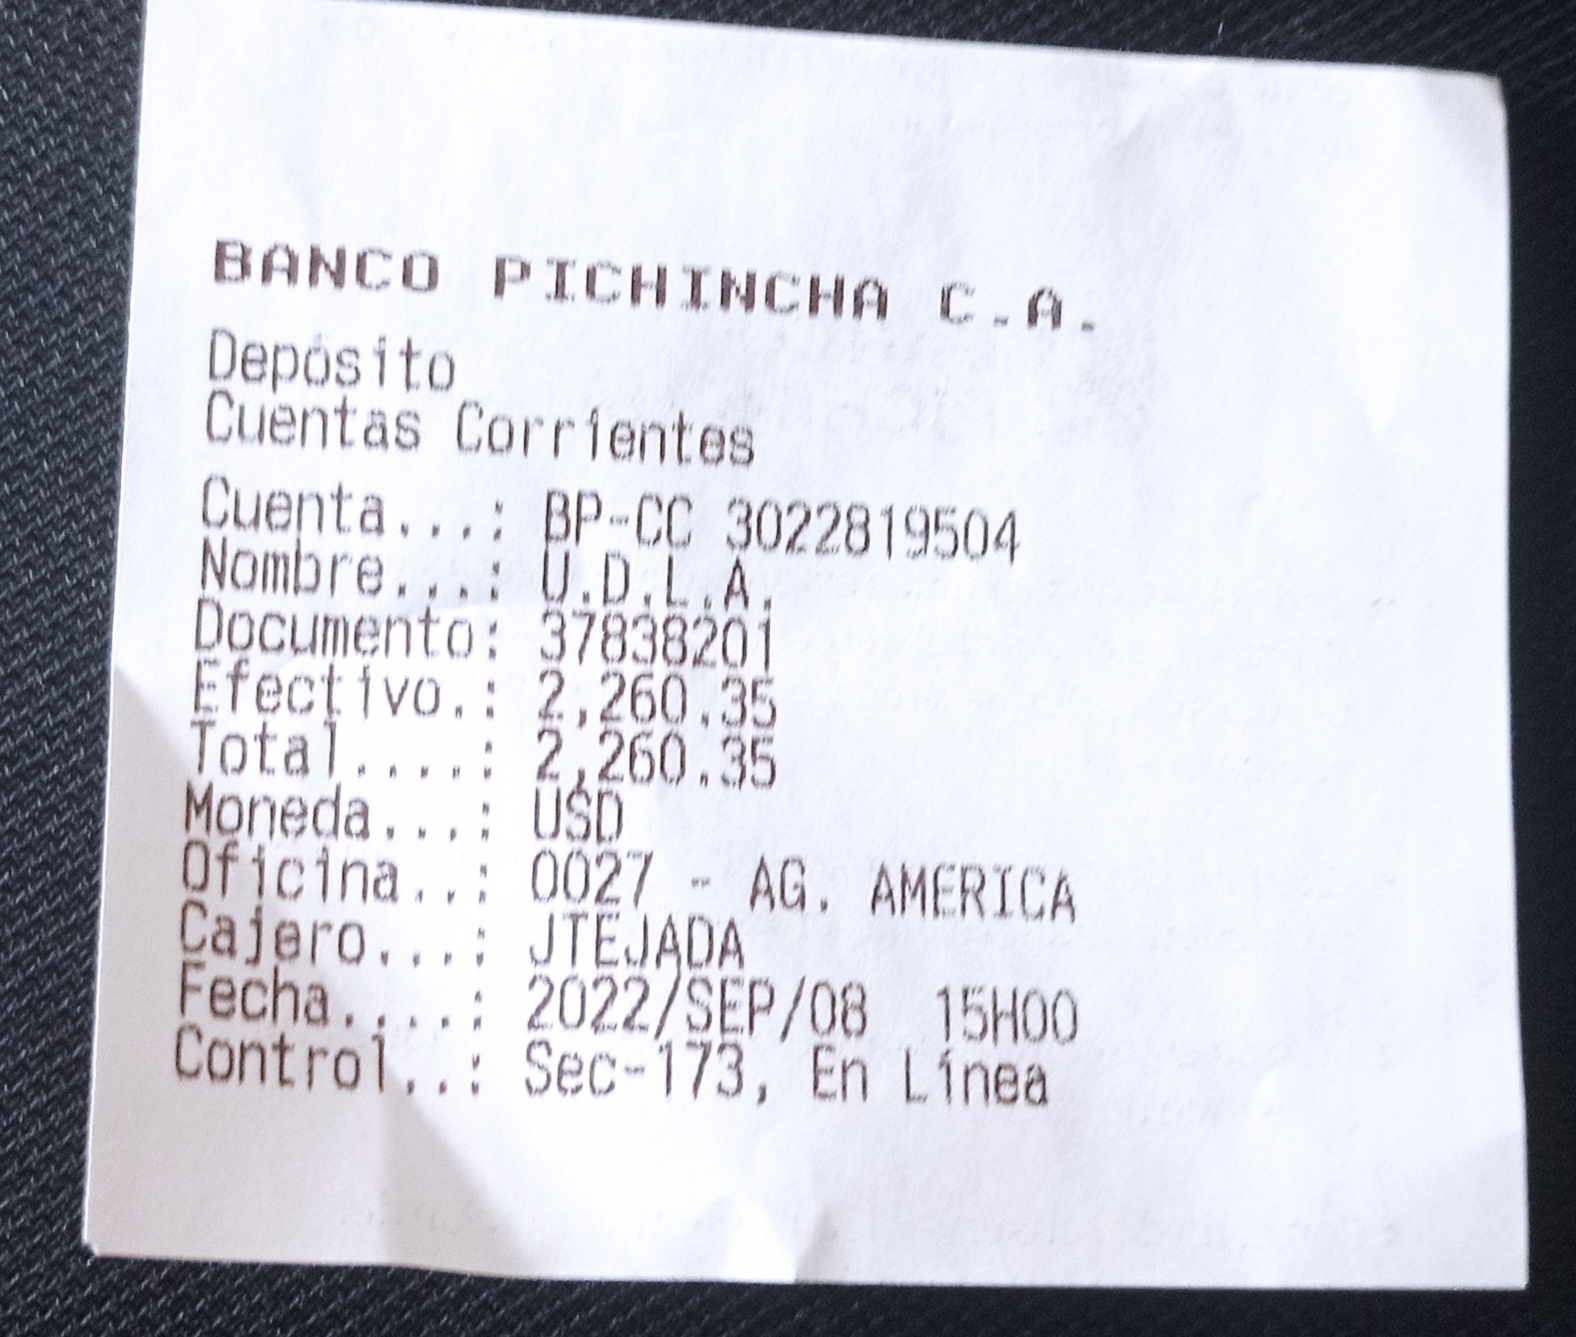 BANCO PICHINCHA C.A.
Depósito
Cuentas Corrientes
Cuenta...: BP-CC 3022819504
Nombre...: U.D.L.A.
Documento: 37838201
Efectivo.: 2,260.35
Total....: 2,260.35
Moneda...: USD
Oficina..: 0027 - AG. AMERICA
Cajero...: JTEJADA
Fecha....: 2022/SEP/08 15H00
Control..: Sec-173, En Línea